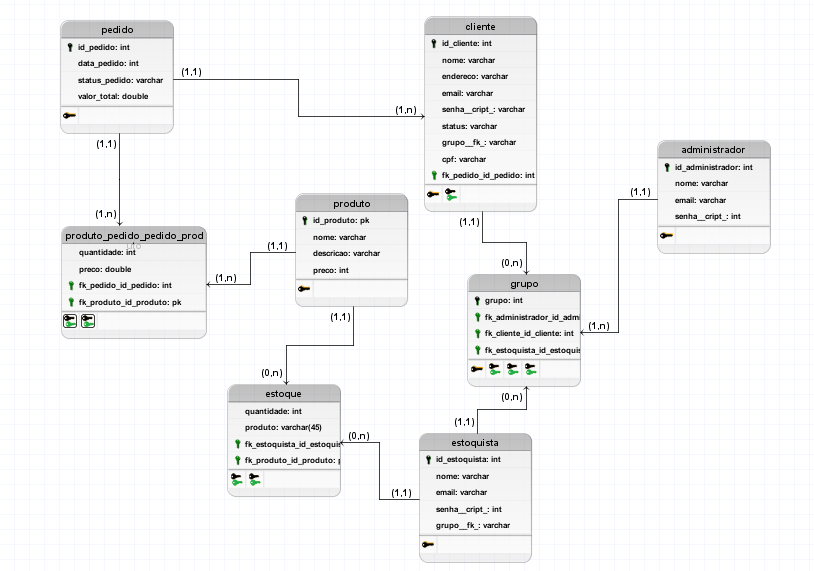 pedido
id_pedido: int
data_pedido: int
status_pedido: varchar
valor_total: double
(1,1)
(1,1)
(1,n)
cliente
id_cliente: int
nome: varchar
endereco: varchar
email: varchar
senha__cript_: varchar
status: varchar
grupo__fk_: varchar
cpf: varchar
fk_pedido_id_pedido: int
(1,1)
(0,n)
administrador
id_administrador: int
nome: varchar
email: varchar
senha__cript_: int
(1,1)
(1,n)
(1,n)
produto_pedido_pedido_prod
uto
quantidade: int
preco: double
fk_pedido_id_pedido: int
fk_produto_id_produto: pk
(1,n)
(1,1)
produto
id_produto: pk
nome: varchar
descricao: varchar
preco: int
(1,1)
(0,n)
grupo
grupo: int
fk_administrador_id_admi
fk_cliente_id_cliente: int
fk_estoquista_id_estoquis
(0,n)
(1,1)
estoque
quantidade: int
produto: varchar(45)
fk_estoquista_id_estoquis
fk_produto_id_produto: p
(0,n)
(1,1)
estoquista
id_estoquista: int
nome: varchar
email: varchar
senha__cript_: int
grupo__fk_: varchar